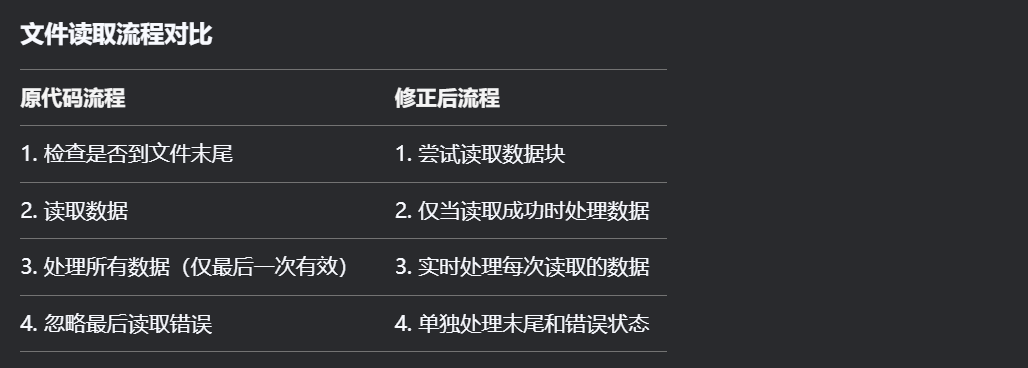 文件读取流程对比
原代码流程 修正后流程
1. 检查是否到文件末尾 1. 尝试读取数据块
2. 读取数据 2. 仅当读取成功时处理数据
3. 处理所有数据（仅最后一次有效） 3. 实时处理每次读取的数据
4. 忽略最后读取错误 4. 单独处理末尾和错误状态